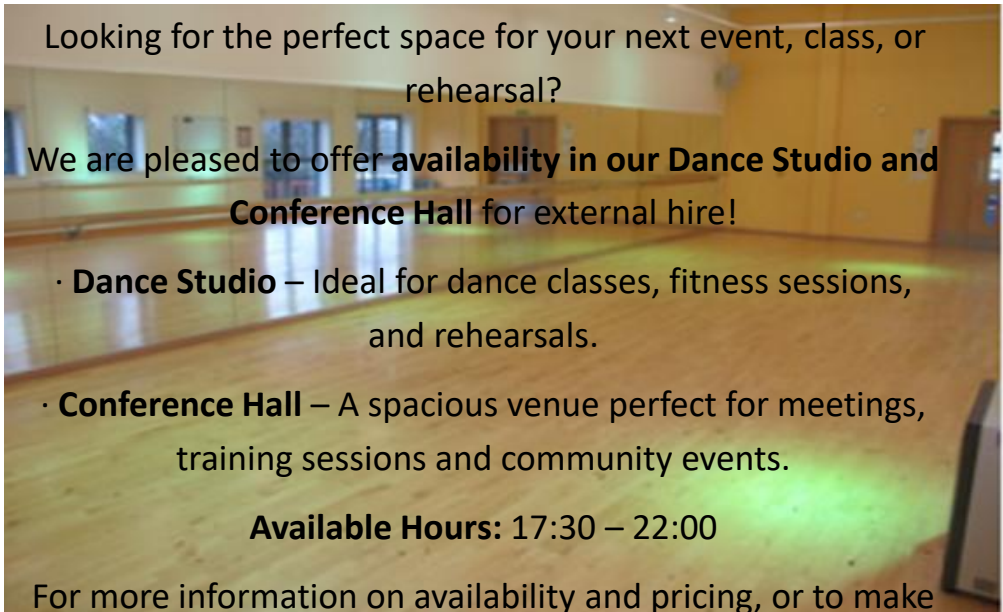 Looking for the perfect space for your next event, class, or
rehearsal?
We are pleased to offer availability in our Dance Studio and
Conference Hall for external hire!
· Dance Studio – Ideal for dance classes, fitness sessions,
and rehearsals.
· Conference Hall – A spacious venue perfect for meetings,
training sessions and community events.
Available Hours: 17:30 – 22:00
For more information on availability and pricing, or to make